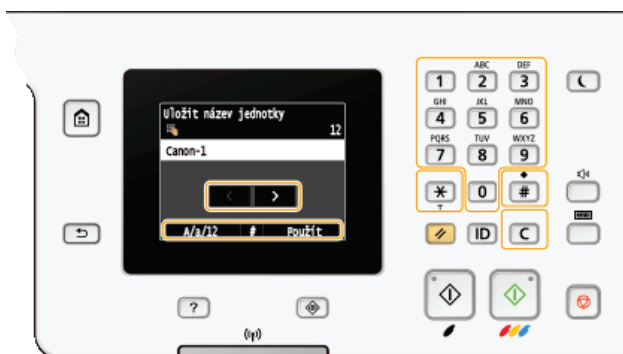 Uložit název jednotky
12
Canon-1
< >
A/a/12 # Použít
ABC DEF
1 2 3
GHI JKL MNO
4 5 6
PQRS TUV WXYZ
7 8 9
* 0 #
T
ID C
?